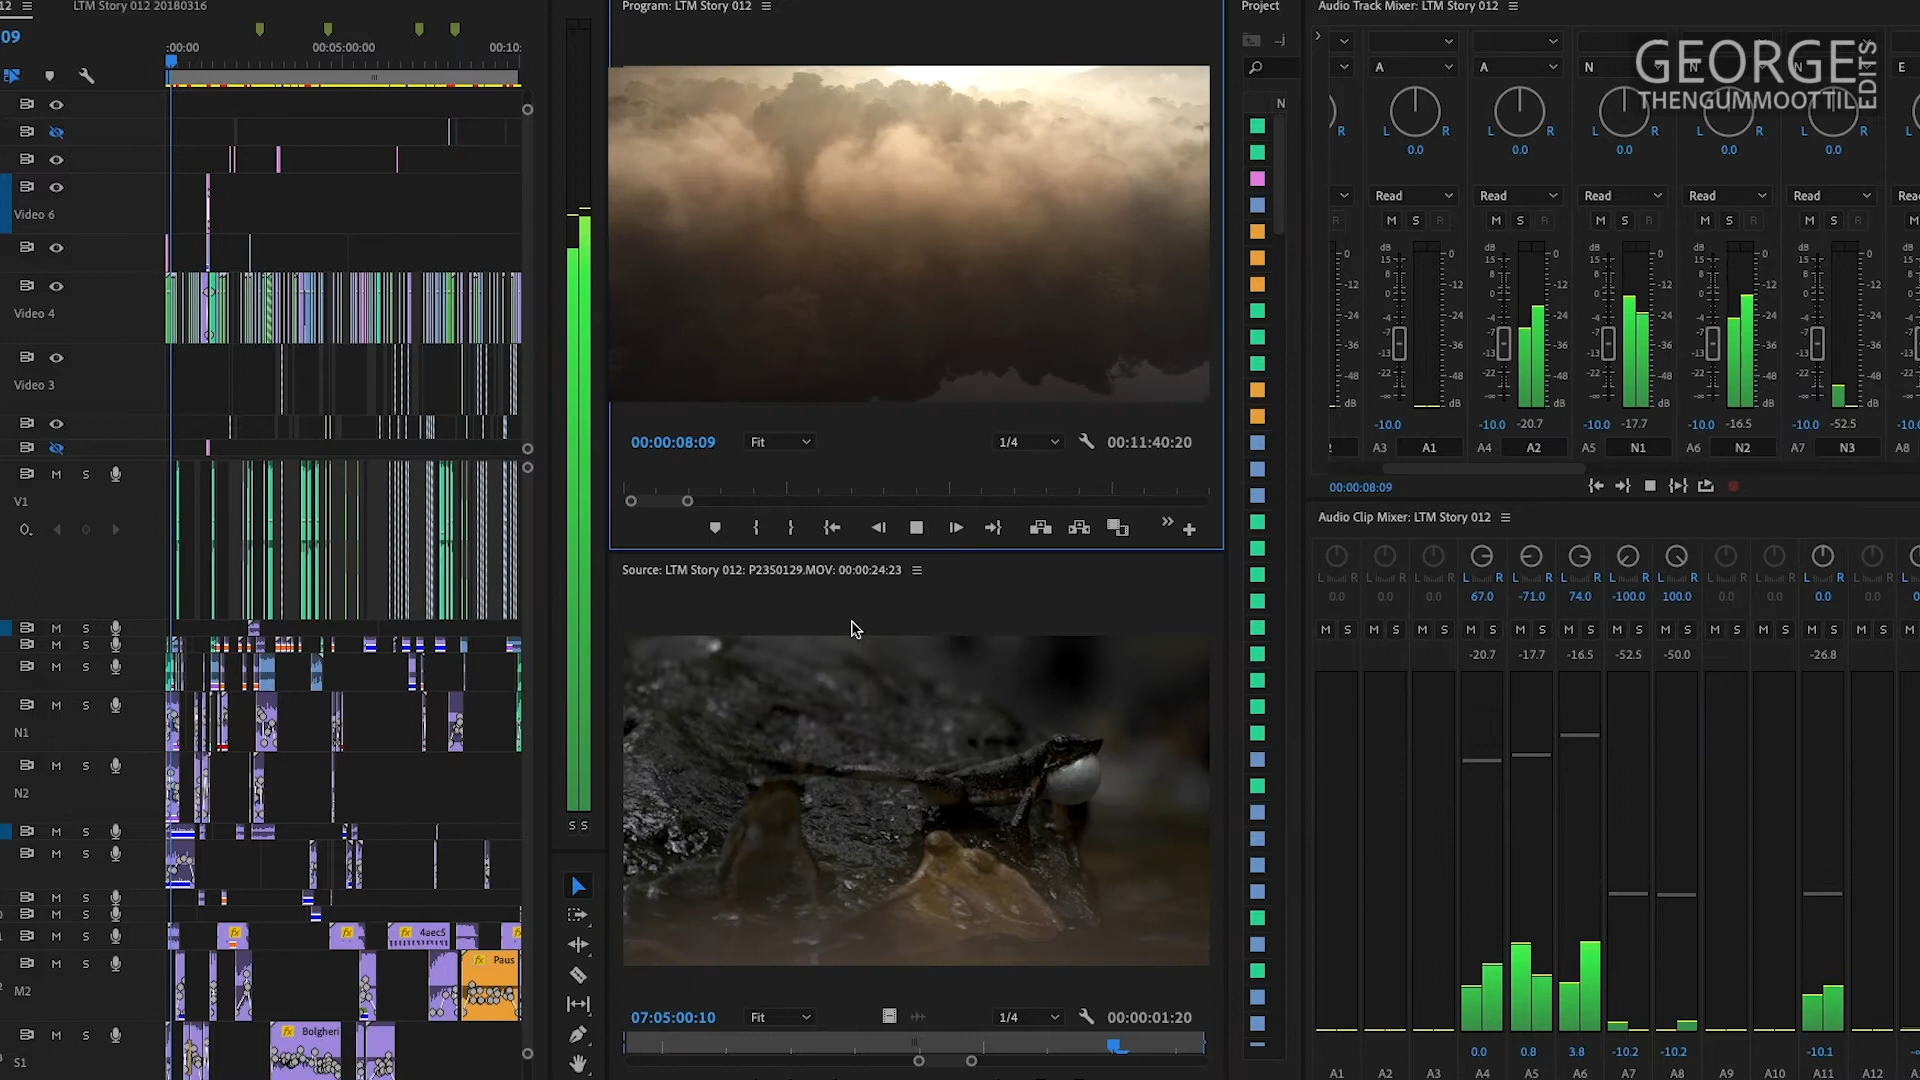 12
LTM Story 012 20180316
09
:00:00
00:05:00:00
00:10:
Video 6
Video 4
Video 3
M S
V1
M S
M S
M S
M S
N1
M S
N2
M S
M S
M S
M S
M S
fx
fx
fx 4aec5
M S
M2
fx Paus
M S
S1
fx Bolgheri
S S
Program: LTM Story 012
00:00:08:09
Fit
1/4
00:11:40:20
Source: LTM Story 012: P2350129.MOV: 00:00:24:23
07:05:00:10
Fit
1/4
00:00:01:20
Project
N
Audio Track Mixer: LTM Story 012
GEORGE
THENGUMMOOTTIL
EDITS
A A N N E
L R L R L R L R L R
0.0 0.0 0.0 0.0 0.0
Read Read Read Read Read Rea
M S R M S R M S R M S R M S R
-10.0 -10.0 -20.7 -10.0 -17.7 -10.0 -16.5 -10.0 -52.5 -10.0
A3 A1 A4 A2 A5 N1 A6 N2 A7 N3 A8
00:00:08:09
Audio Clip Mixer: LTM Story 012
0.0 0.0 0.0 67.0 -71.0 74.0 -100.0 100.0 0.0 0.0 0.0 0.0
M S M S M S M S M S M S M S M S M S M S M S M S M
-20.7 -17.7 -16.5 -52.5 -50.0 -26.8
0.0 0.8 3.8 -10.2 -10.2 -10.1
A1 A2 A3 A4 A5 A6 A7 A8 A9 A10 A11 A12 A